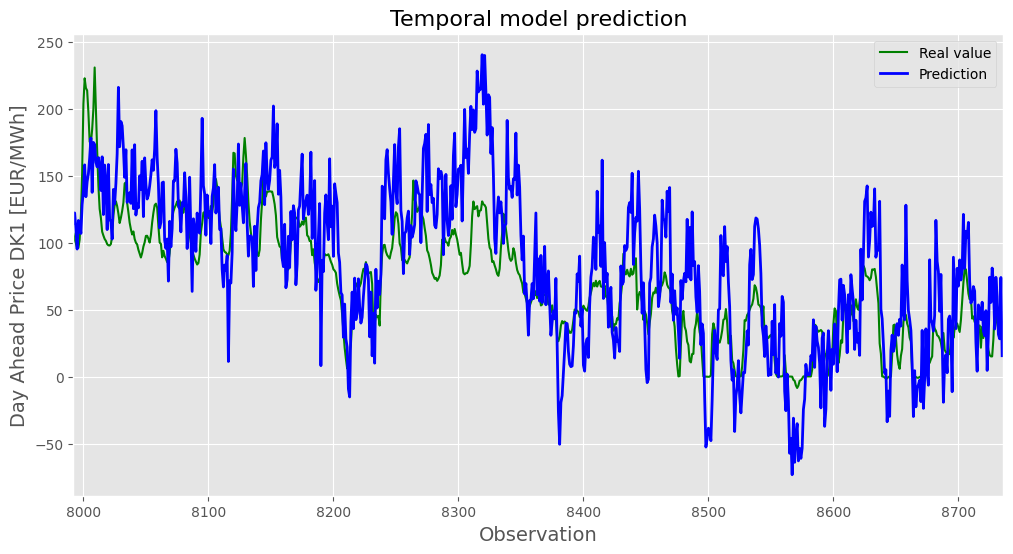 Temporal model prediction
Real value
Prediction
Day Ahead Price DK1 [EUR/MWh]
250
200
150
100
50
0
−50
8000 8100 8200 8300 8400 8500 8600 8700
Observation